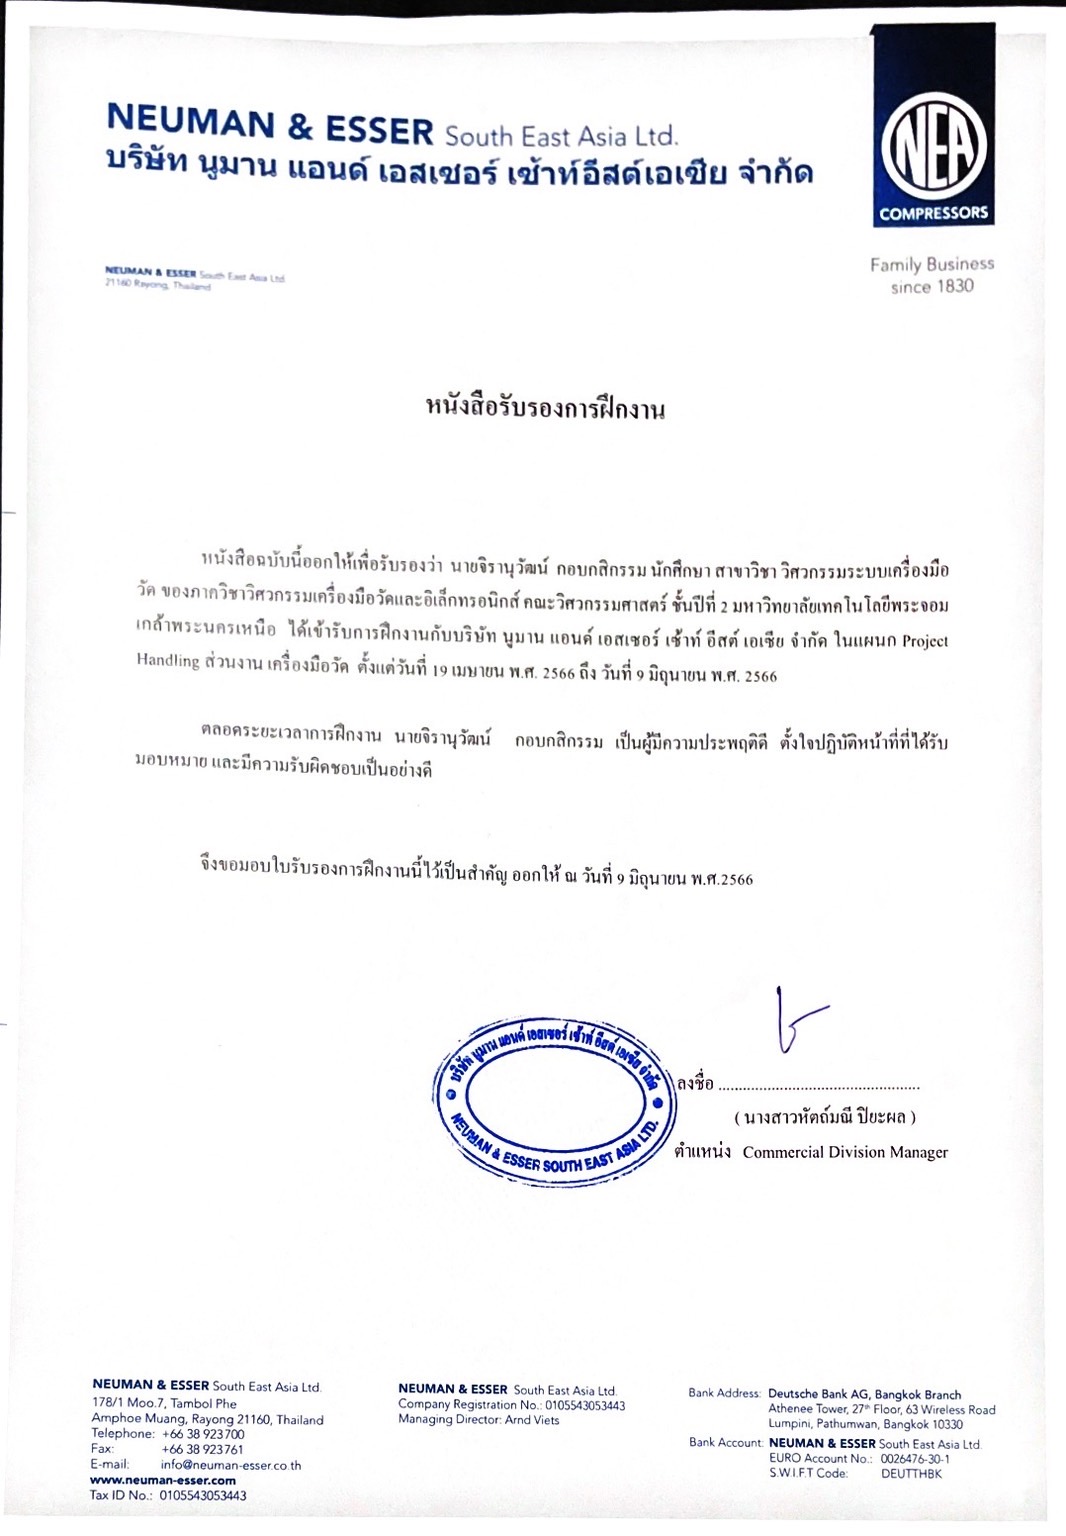 NEUMAN & ESSER South East Asia Ltd.
บริษัท นูมาน แอนด์ เอสเซอร์ เซ้าท์อีสต์เอเซีย จำกัด
NEA
COMPRESSORS
Family Business
since 1830
NEUMAN & ESSER South East Asia Ltd.
21160 Rayong, Thailand
หนังสือรับรองการฝึกงาน
หนังสือฉบับนี้ออกให้เพื่อรับรองว่า นายจิรานุวัฒน์ กอบกสิกรรม นักศึกษา สาขาวิชา วิศวกรรมระบบเครื่องมือ
วัด ของภาควิชาวิศวกรรมเครื่องมือวัดและอิเล็กทรอนิกส์ คณะวิศวกรรมศาสตร์ ชั้นปีที่ 2 มหาวิทยาลัยเทคโนโลยีพระจอม
เกล้าพระนครเหนือ ได้เข้ารับการฝึกงานกับบริษัท นูมาน แอนด์ เอสเซอร์ เซ้าท์ อีสต์ เอเซีย จำกัด ในแผนก Project
Handling ส่วนงาน เครื่องมือวัด ตั้งแต่วันที่ 19 เมษายน พ.ศ. 2566 ถึง วันที่ 9 มิถุนายน พ.ศ. 2566
ตลอดระยะเวลาการฝึกงาน นายจิรานุวัฒน์ กอบกสิกรรม เป็นผู้มีความประพฤติดี ตั้งใจปฏิบัติหน้าที่ที่ได้รับ
มอบหมาย และมีความรับผิดชอบเป็นอย่างดี
จึงขอมอบใบรับรองการฝึกงานนี้ไว้เป็นสำคัญ ออกให้ ณ วันที่ 9 มิถุนายน พ.ศ.2566
บริษัท นูมาน แอนด์ เอสเซอร์ เซ้าท์ อีสต์ เอเซีย จำกัด
NEUMAN & ESSER SOUTH EAST ASIA LTD.
ลงชื่อ ................................................
( นางสาวหัตถ์มณี ปิยะผล )
ตำแหน่ง Commercial Division Manager
NEUMAN & ESSER South East Asia Ltd.
178/1 Moo.7, Tambol Phe
Amphoe Muang, Rayong 21160, Thailand
Telephone: +66 38 923700
Fax: +66 38 923761
E-mail: info@neuman-esser.co.th
www.neuman-esser.com
Tax ID No.: 0105543053443
NEUMAN & ESSER South East Asia Ltd.
Company Registration No.: 0105543053443
Managing Director: Arnd Viets
Bank Address: Deutsche Bank AG, Bangkok Branch
Athenee Tower, 27th Floor, 63 Wireless Road
Lumpini, Pathumwan, Bangkok 10330
Bank Account: NEUMAN & ESSER South East Asia Ltd.
EURO Account No.: 0026476-30-1
S.W.I.F.T Code: DEUTTHBK